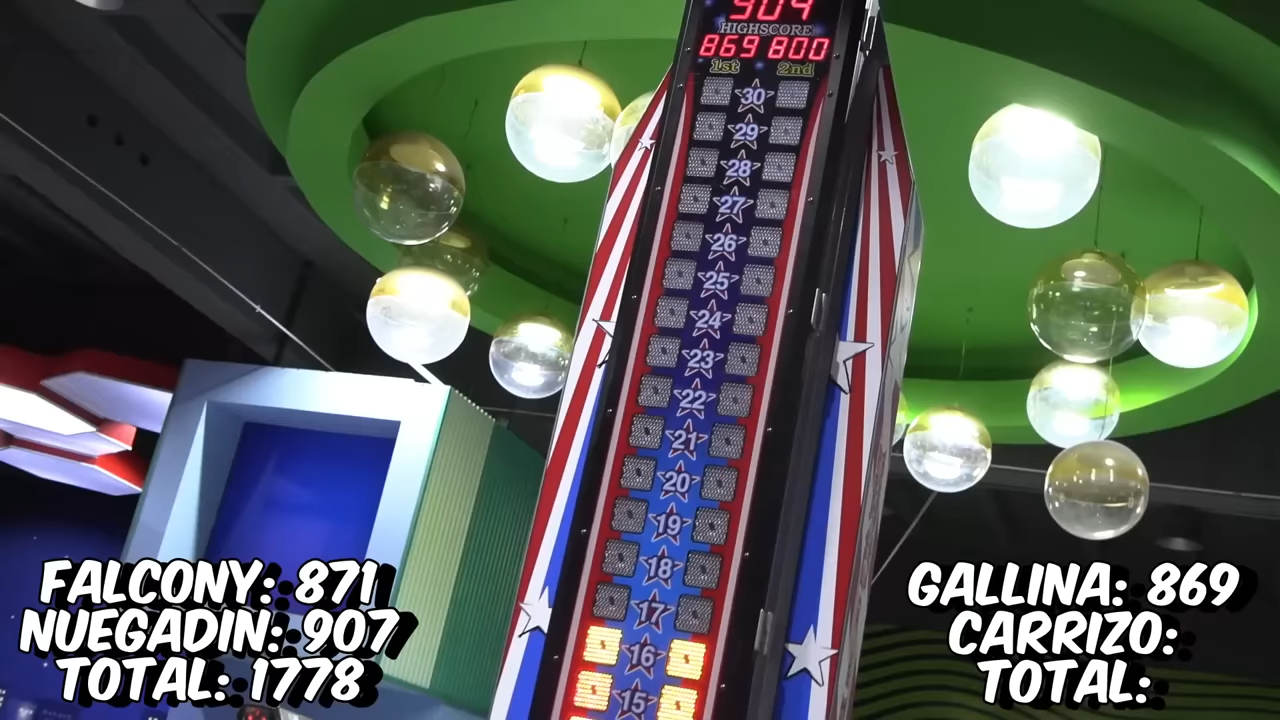 904
HIGHSCORE
869 800
1st 2nd
30
29
28
27
26
25
24
23
22
21
20
19
18
17
16
15
FALCONY: 871
NUEGADIN: 907
TOTAL: 1778
GALLINA: 869
CARRIZO:
TOTAL: